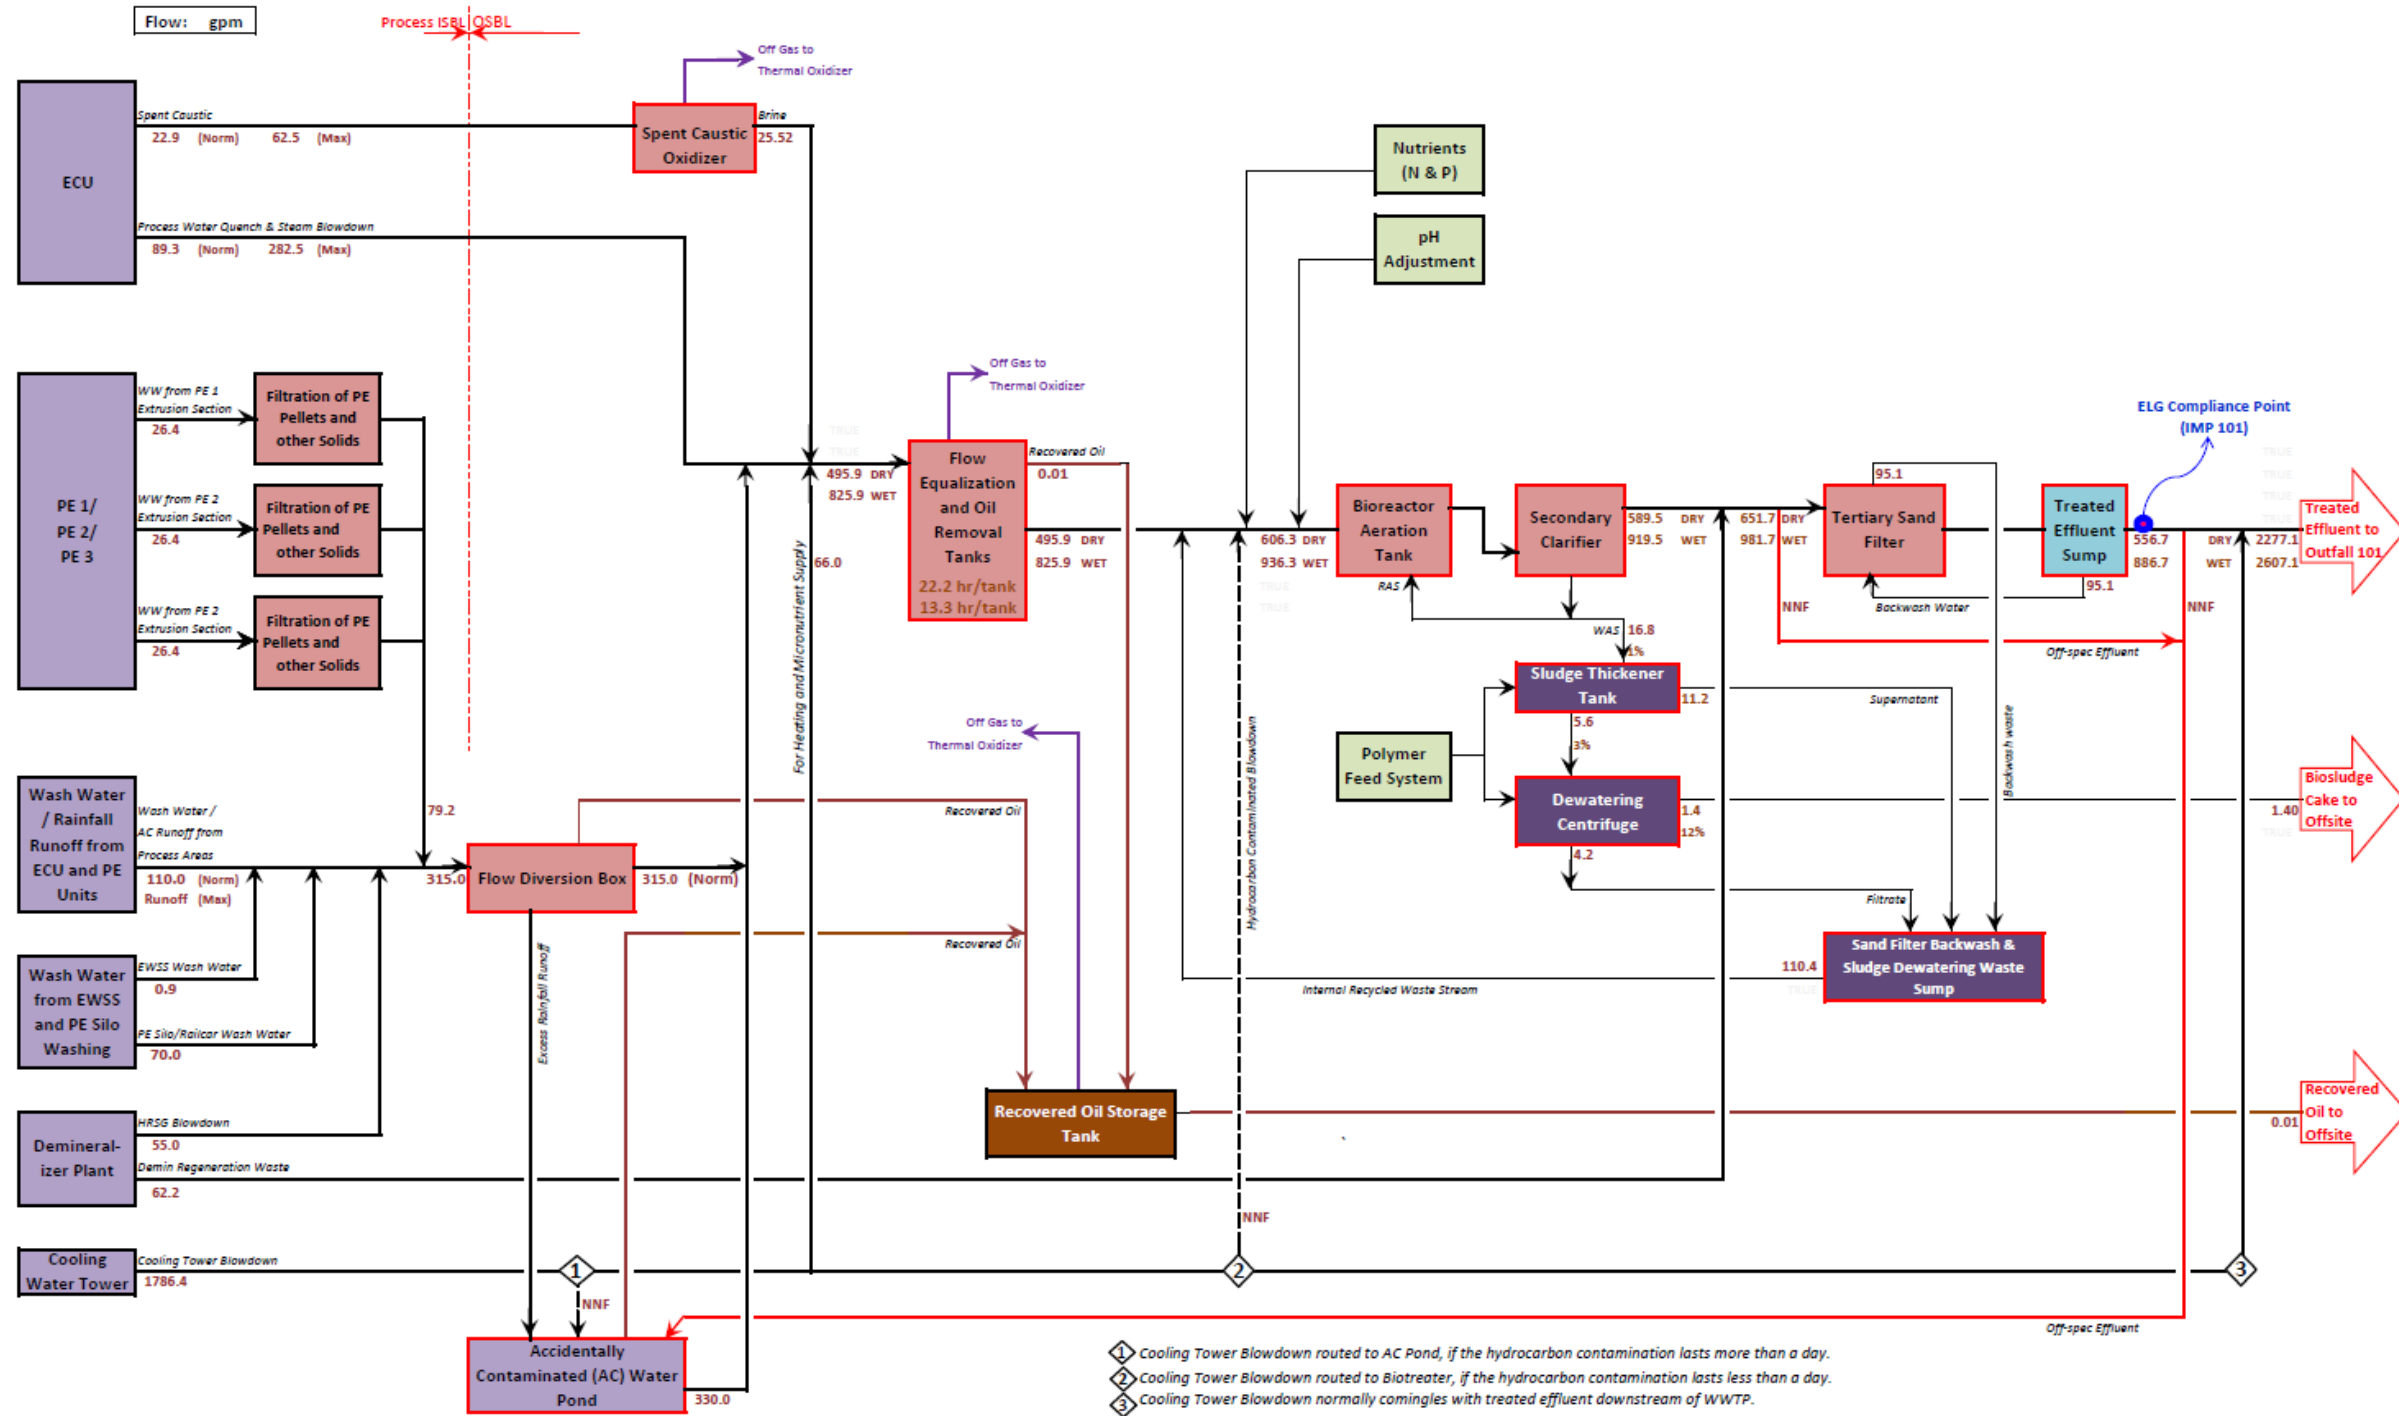 Flow: gpm
Process ISBL OSBL
Off Gas to
Thermal Oxidizer
ECU
Spent Caustic
22.9 (Norm) 62.5 (Max)
Spent Caustic
Oxidizer
Brine
25.52
Process Water Quench & Steam Blowdown
89.3 (Norm) 282.5 (Max)
Nutrients
(N & P)
pH
Adjustment
PE 1/
PE 2/
PE 3
WW from PE 1
Extrusion Section
26.4
Filtration of PE
Pellets and
other Solids
WW from PE 2
Extrusion Section
26.4
Filtration of PE
Pellets and
other Solids
WW from PE 2
Extrusion Section
26.4
Filtration of PE
Pellets and
other Solids
79.2
TRUE
TRUE
495.9 DRY
825.9 WET
For Heating and Micronutrient Supply
66.0
Off Gas to
Thermal Oxidizer
Flow
Equalization
and Oil
Removal
Tanks
22.2 hr/tank
13.3 hr/tank
Recovered Oil
0.01
495.9 DRY
825.9 WET
606.3 DRY
936.3 WET
TRUE
TRUE
Bioreactor
Aeration
Tank
RAS
Secondary
Clarifier
589.5 DRY
919.5 WET
651.7 DRY
981.7 WET
NNF
Tertiary Sand
Filter
95.1
Backwash Water
95.1
Treated
Effluent
Sump
ELG Compliance Point
(IMP 101)
556.7 DRY 2277.1
886.7 WET 2607.1
NNF
TRUE
TRUE
TRUE
TRUE
Treated
Effluent to
Outfall 101
Off-spec Effluent
WAS 16.8
1%
Sludge Thickener
Tank
11.2
Supernatant
5.6
3%
Polymer
Feed System
Dewatering
Centrifuge
1.4
12%
4.2
Filtrate
Backwash waste
1.40
TRUE
Biosludge
Cake to
Offsite
Sand Filter Backwash &
Sludge Dewatering Waste
Sump
110.4
TRUE
Internal Recycled Waste Stream
Hydrocarbon Contaminated Blowdown
NNF
Wash Water
/ Rainfall
Runoff from
ECU and PE
Units
Wash Water /
AC Runoff from
Process Areas
110.0 (Norm)
Runoff (Max)
315.0
Flow Diversion Box
315.0 (Norm)
Recovered Oil
Recovered Oil
Off Gas to
Thermal Oxidizer
Excess Rainfall Runoff
Wash Water
from EWSS
and PE Silo
Washing
EWSS Wash Water
0.9
PE Silo/Railcar Wash Water
70.0
Demineral-
izer Plant
HRSG Blowdown
55.0
Demin Regeneration Waste
62.2
Recovered Oil Storage
Tank
0.01
Recovered
Oil to
Offsite
Cooling
Water Tower
Cooling Tower Blowdown
1786.4
1
NNF
2
3
Accidentally
Contaminated (AC) Water
Pond
330.0
Off-spec Effluent
1 Cooling Tower Blowdown routed to AC Pond, if the hydrocarbon contamination lasts more than a day.
2 Cooling Tower Blowdown routed to Biotreater, if the hydrocarbon contamination lasts less than a day.
3 Cooling Tower Blowdown normally comingles with treated effluent downstream of WWTP.